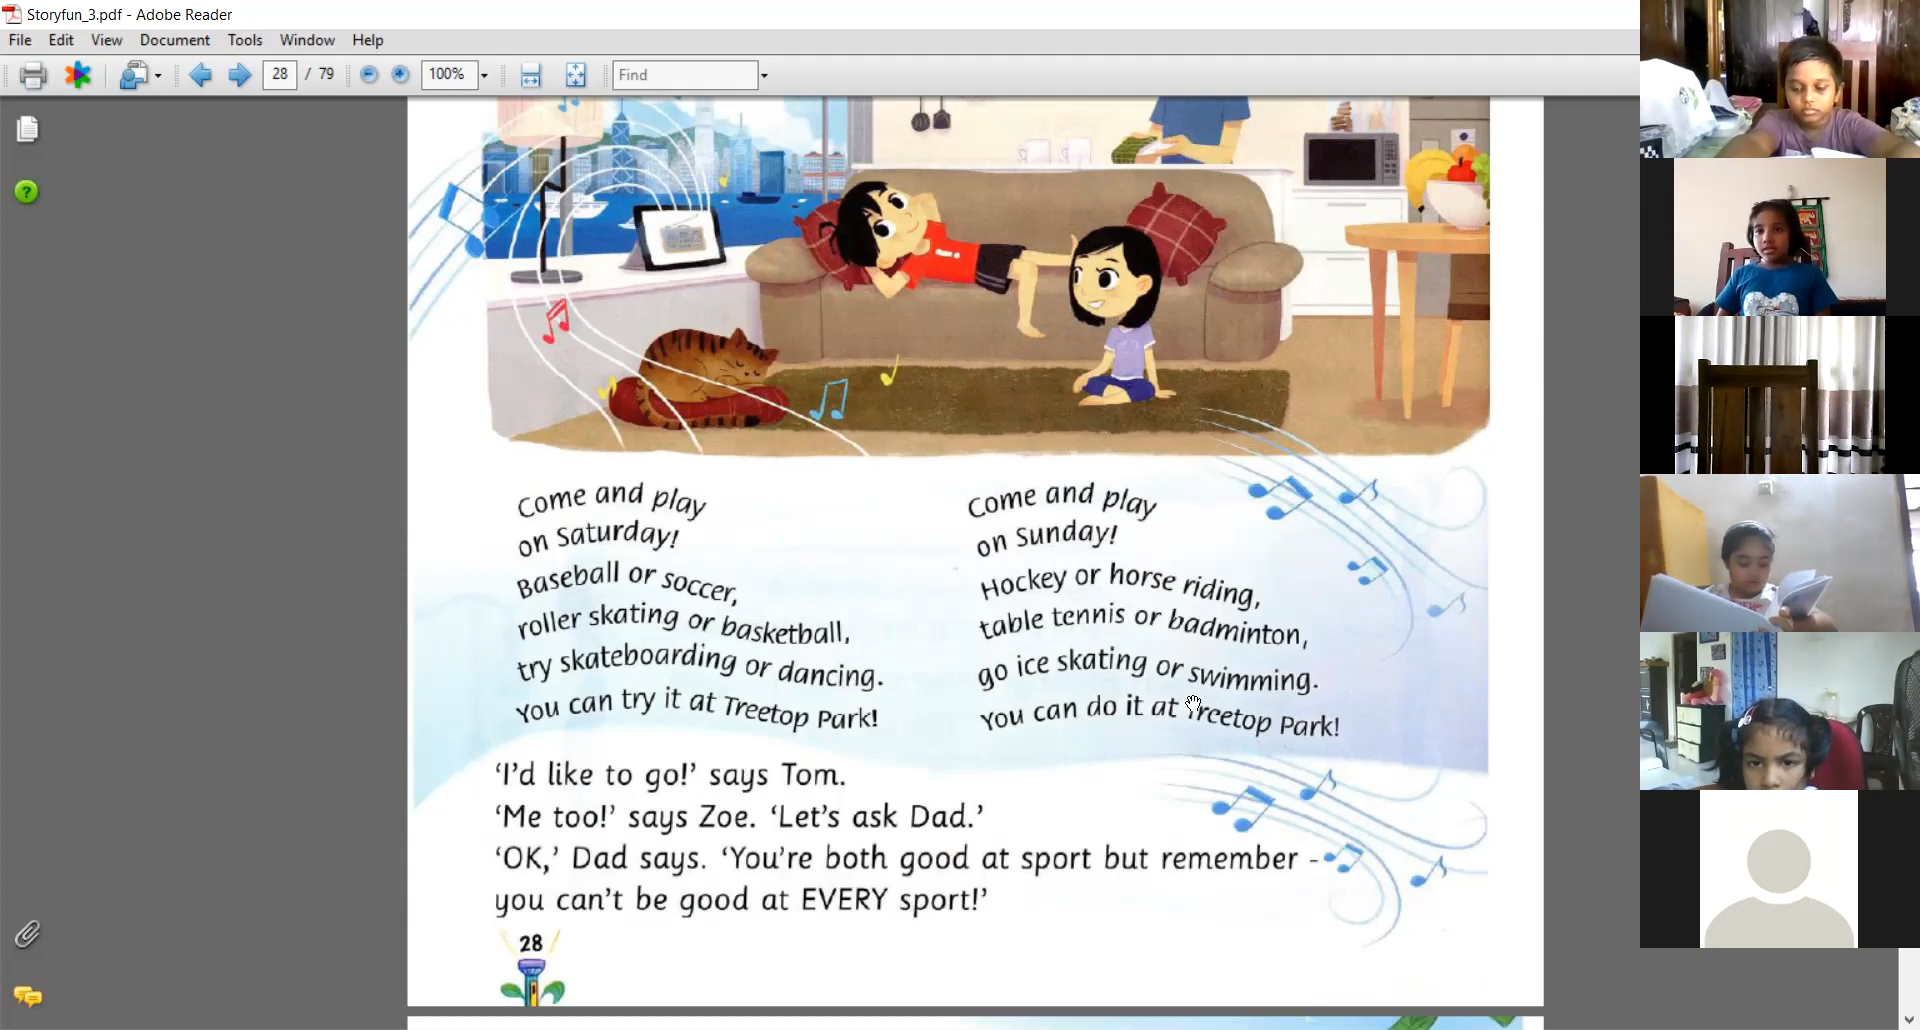 Storyfun_3.pdf - Adobe Reader
File Edit View Document Tools Window Help
28 / 79 100% Find
Come and play
on Saturday!
Baseball or soccer,
roller skating or basketball,
try skateboarding or dancing.
You can try it at Treetop Park!
Come and play
on Sunday!
Hockey or horse riding,
table tennis or badminton,
go ice skating or swimming.
You can do it at Treetop Park!
‘I’d like to go!’ says Tom.
‘Me too!’ says Zoe. ‘Let’s ask Dad.’
‘OK,’ Dad says. ‘You’re both good at sport but remember -
you can’t be good at EVERY sport!’
28